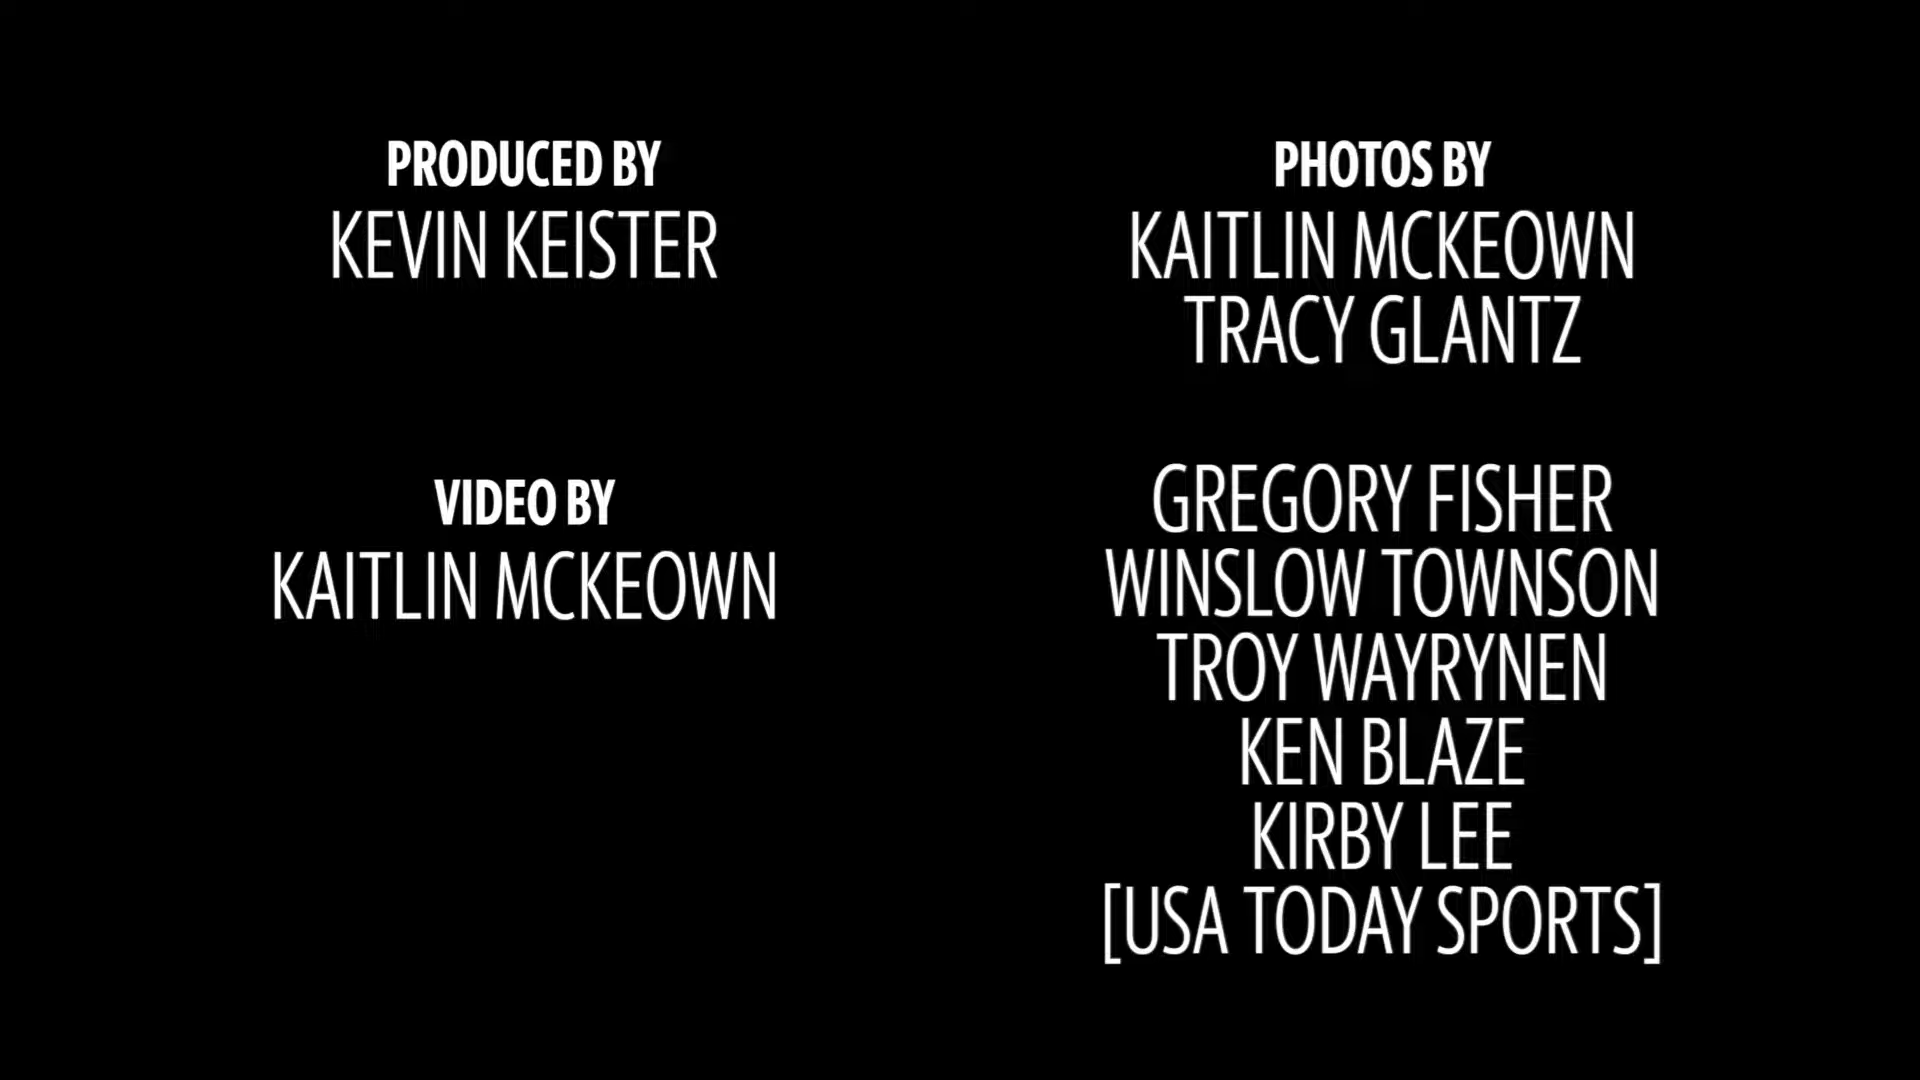 PRODUCED BY
KEVIN KEISTER
VIDEO BY
KAITLIN MCKEOWN
PHOTOS BY
KAITLIN MCKEOWN
TRACY GLANTZ
GREGORY FISHER
WINSLOW TOWNSON
TROY WAYRYNEN
KEN BLAZE
KIRBY LEE
[USA TODAY SPORTS]